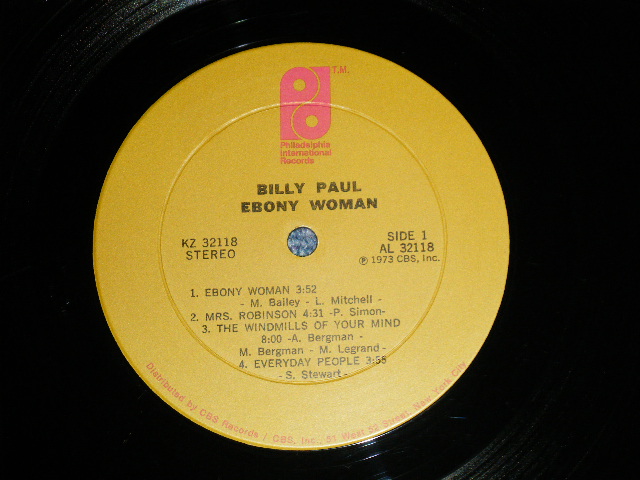 T.M.
Philadelphia
International
Records
BILLY PAUL
EBONY WOMAN
KZ 32118
STEREO
SIDE 1
AL 32118
Ⓟ 1973 CBS, Inc.
1. EBONY WOMAN 3:52
- M. Bailey - L. Mitchell -
2. MRS. ROBINSON 4:31 -P. Simon-
3. THE WINDMILLS OF YOUR MIND
8:00 -A. Bergman -
M. Bergman - M. Legrand -
4. EVERYDAY PEOPLE 3:55
- S. Stewart -
Distributed by CBS Records / CBS, Inc., 51 West 52 Street, New York City